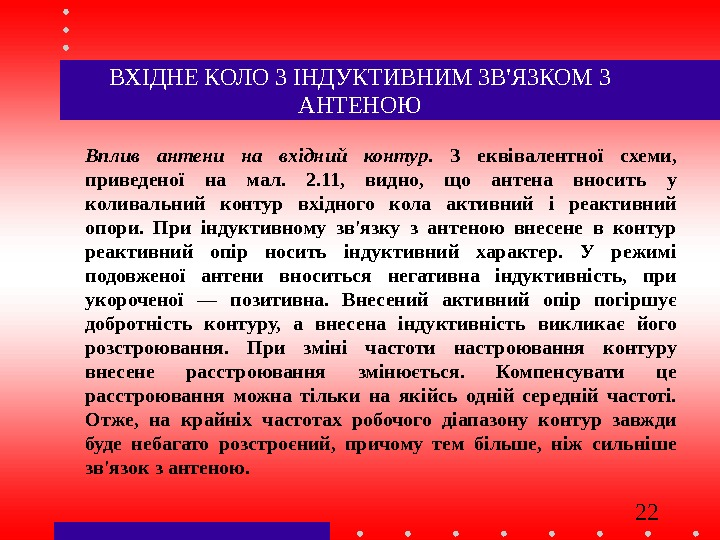 ВХІДНЕ КОЛО З ІНДУКТИВНИМ ЗВ'ЯЗКОМ З
АНТЕНОЮ
Вплив антени на вхідний контур. З еквівалентної схеми,
приведеної на мал. 2.11, видно, що антена вносить у
коливальний контур вхідного кола активний і реактивний
опори. При індуктивному зв'язку з антеною внесене в контур
реактивний опір носить індуктивний характер. У режимі
подовженої антени вноситься негативна індуктивність, при
укороченої — позитивна. Внесений активний опір погіршує
добротність контуру, а внесена індуктивність викликає його
розстроювання. При зміні частоти настроювання контуру
внесене расстроювання змінюється. Компенсувати це
расстроювання можна тільки на якійсь одній середній частоті.
Отже, на крайніх частотах робочого діапазону контур завжди
буде небагато розстроєний, причому тем більше, ніж сильніше
зв'язок з антеною.
22